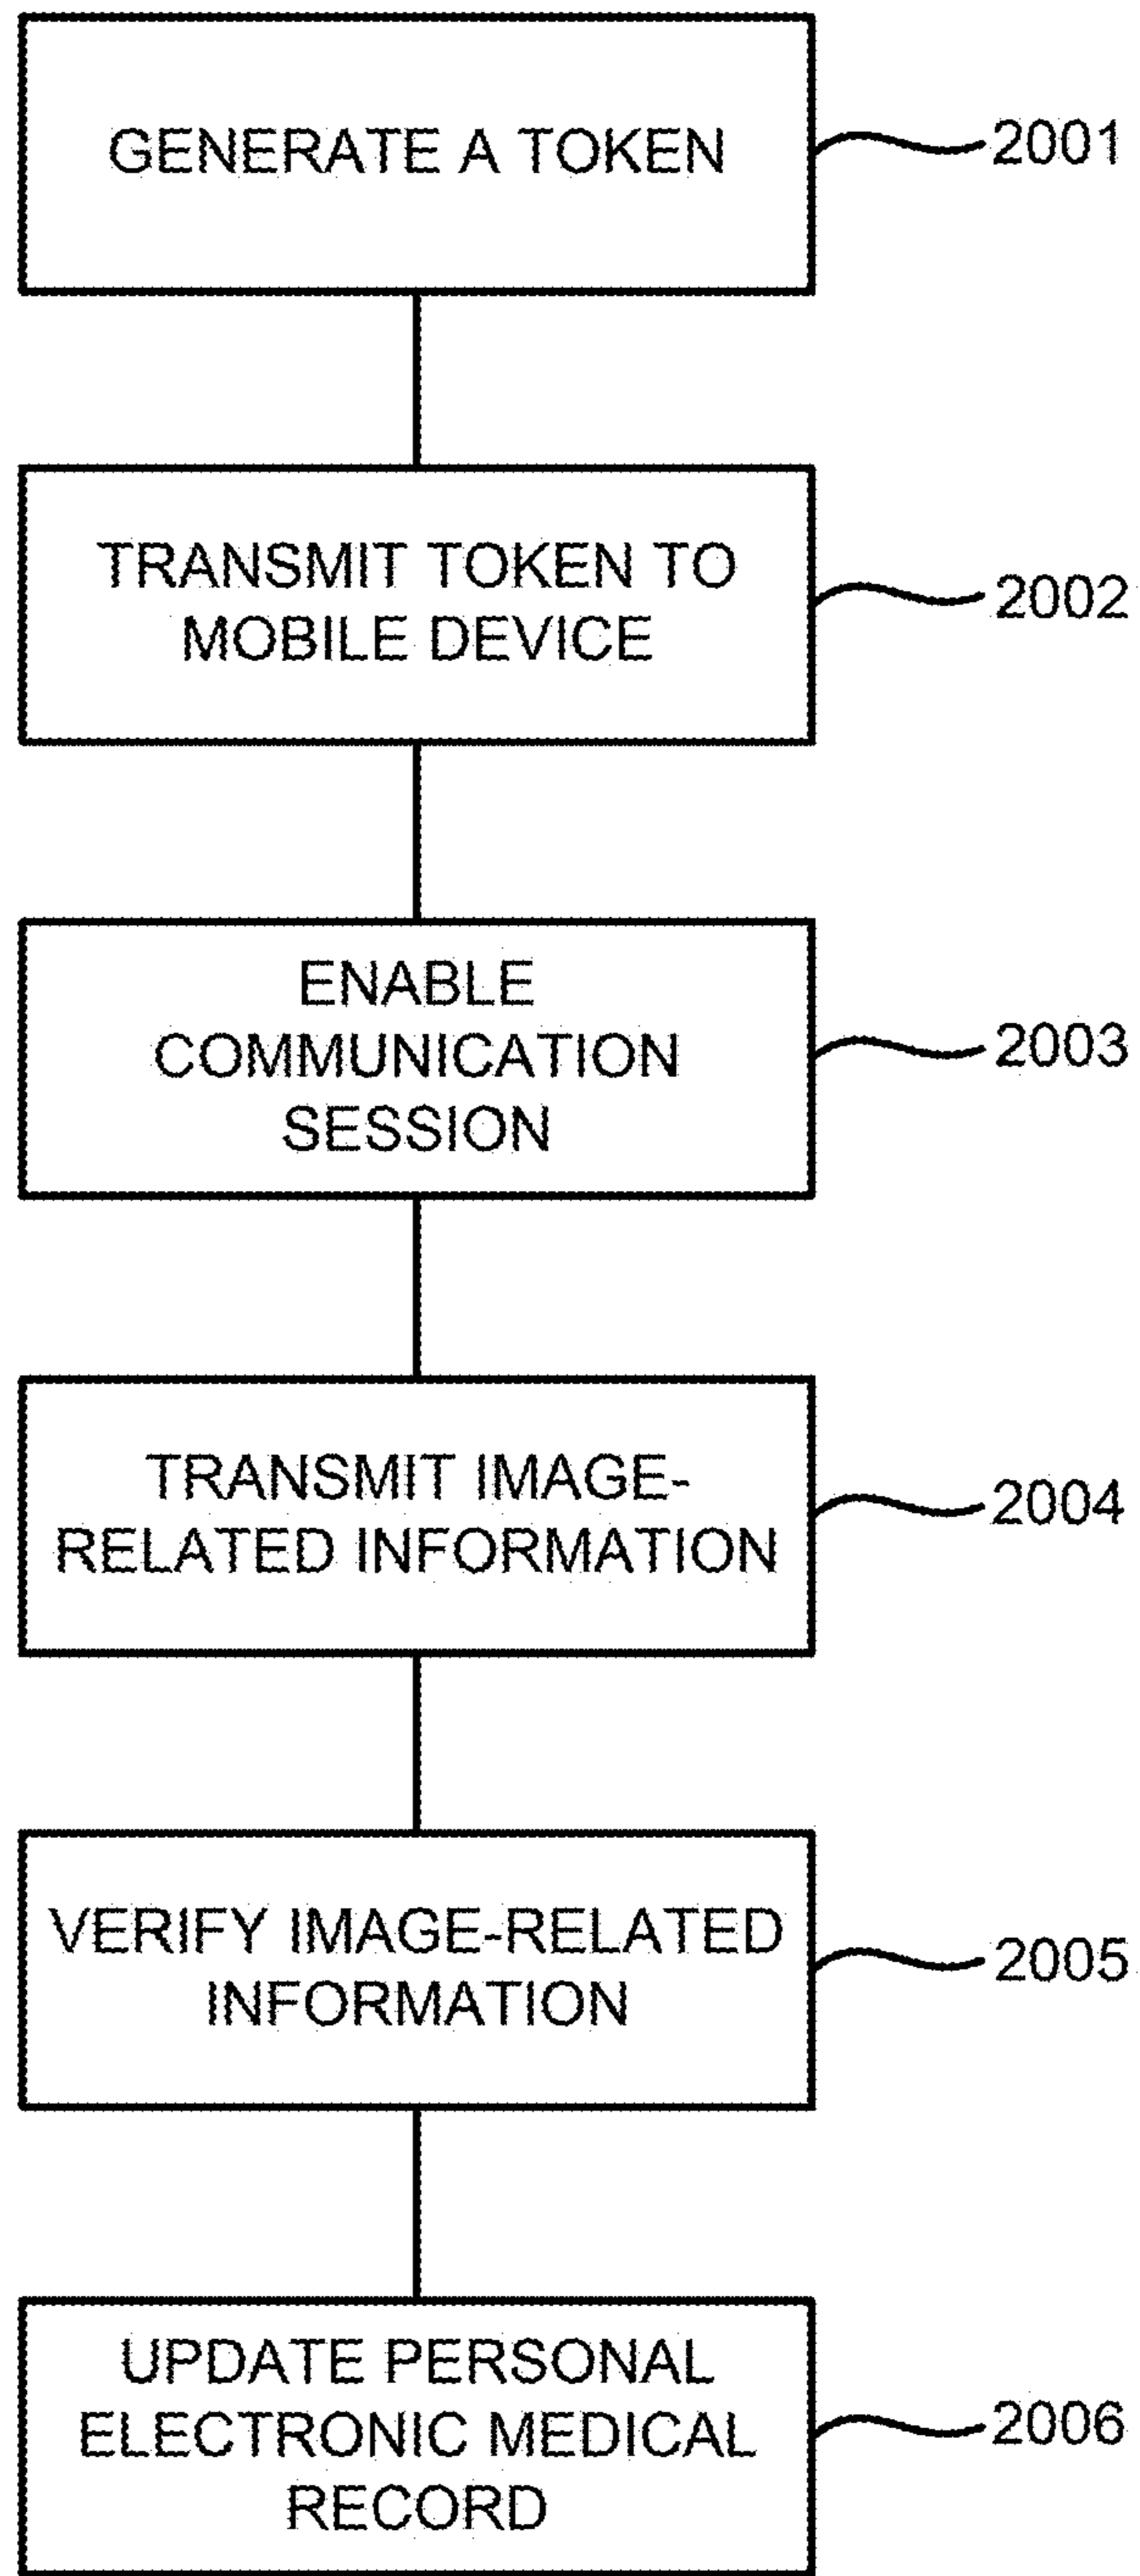 GENERATE A TOKEN
2001
TRANSMIT TOKEN TO
MOBILE DEVICE
2002
ENABLE
COMMUNICATION
SESSION
2003
TRANSMIT IMAGE-
RELATED INFORMATION
2004
VERIFY IMAGE-RELATED
INFORMATION
2005
UPDATE PERSONAL
ELECTRONIC MEDICAL
RECORD
2006